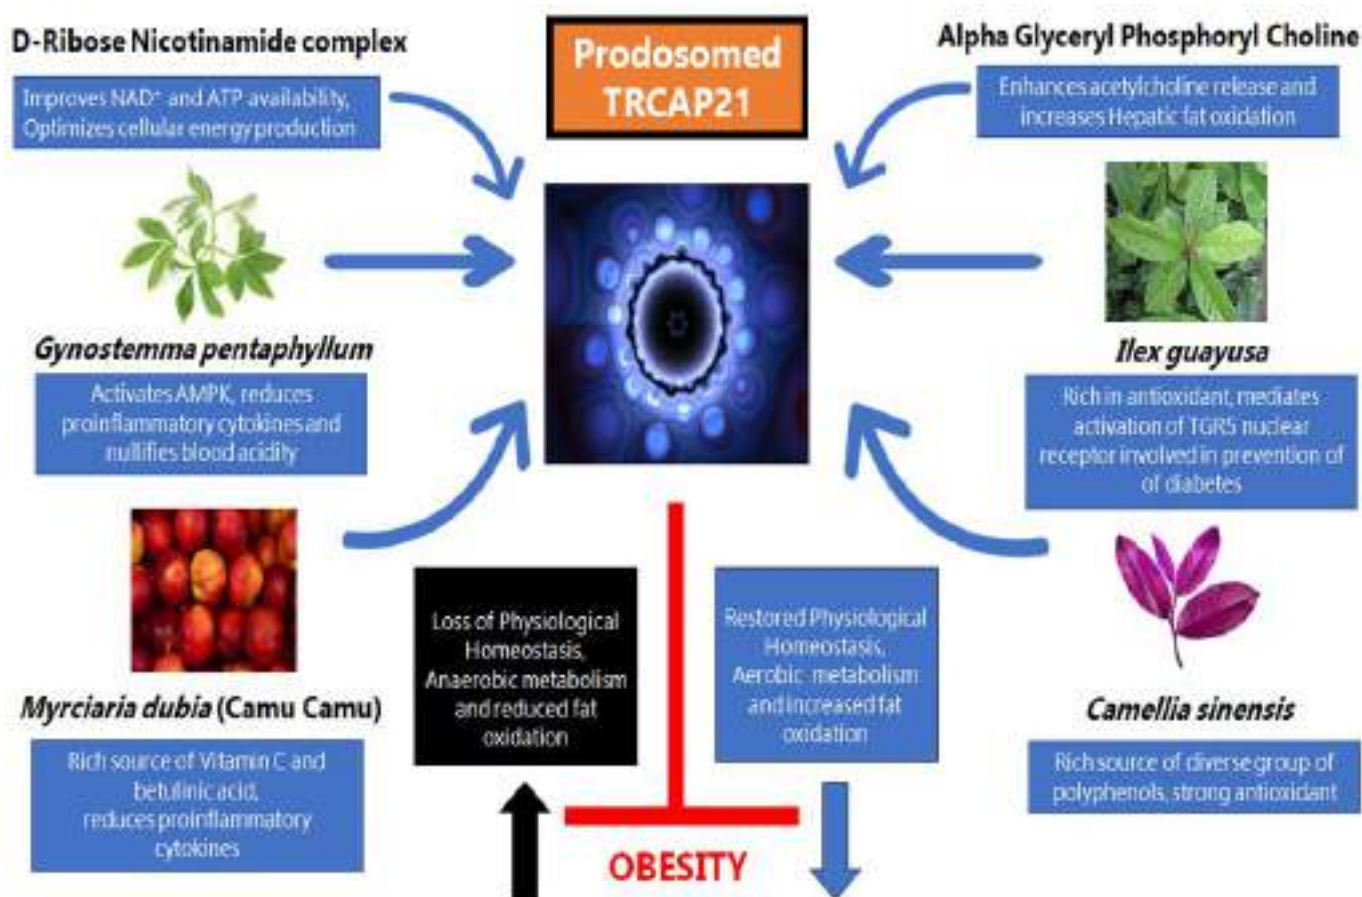 D-Ribose Nicotinamide complex
Improves NAD⁺ and ATP availability,
Optimizes cellular energy production
Gynostemma pentaphyllum
Activates AMPK, reduces
proinflammatory cytokines and
nullifies blood acidity
Myrciaria dubia (Camu Camu)
Rich source of Vitamin C and
betulinic acid,
reduces proinflammatory
cytokines
Prodosomed
TRCAP21
Loss of Physiological
Homeostasis,
Anaerobic metabolism
and reduced fat
oxidation
Restored Physiological
Homeostasis,
Aerobic metabolism
and increased fat
oxidation
OBESITY
Alpha Glyceryl Phosphoryl Choline
Enhances acetylcholine release and
increases Hepatic fat oxidation
Ilex guayusa
Rich in antioxidant, mediates
activation of TGR5 nuclear
receptor involved in prevention of
of diabetes
Camellia sinensis
Rich source of diverse group of
polyphenols, strong antioxidant